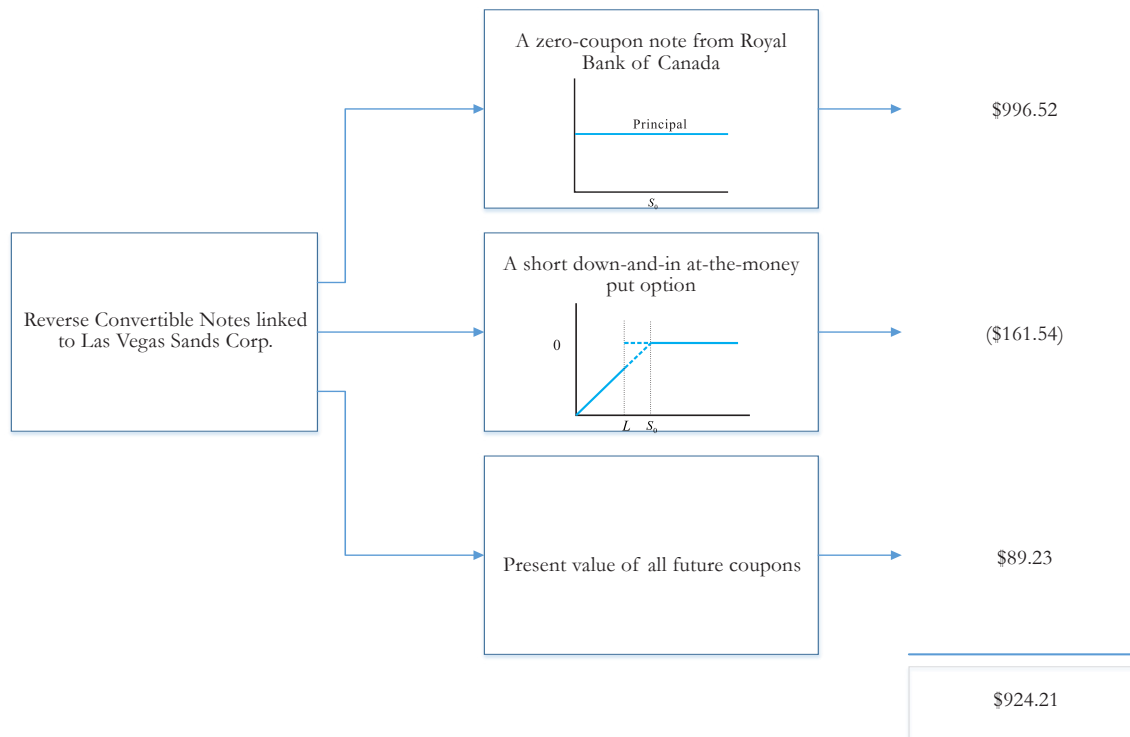 A zero-coupon note from Royal
Bank of Canada
Principal
S₀
$996.52
Reverse Convertible Notes linked
to Las Vegas Sands Corp.
A short down-and-in at-the-money
put option
0
L S₀
($161.54)
Present value of all future coupons
$89.23
$924.21